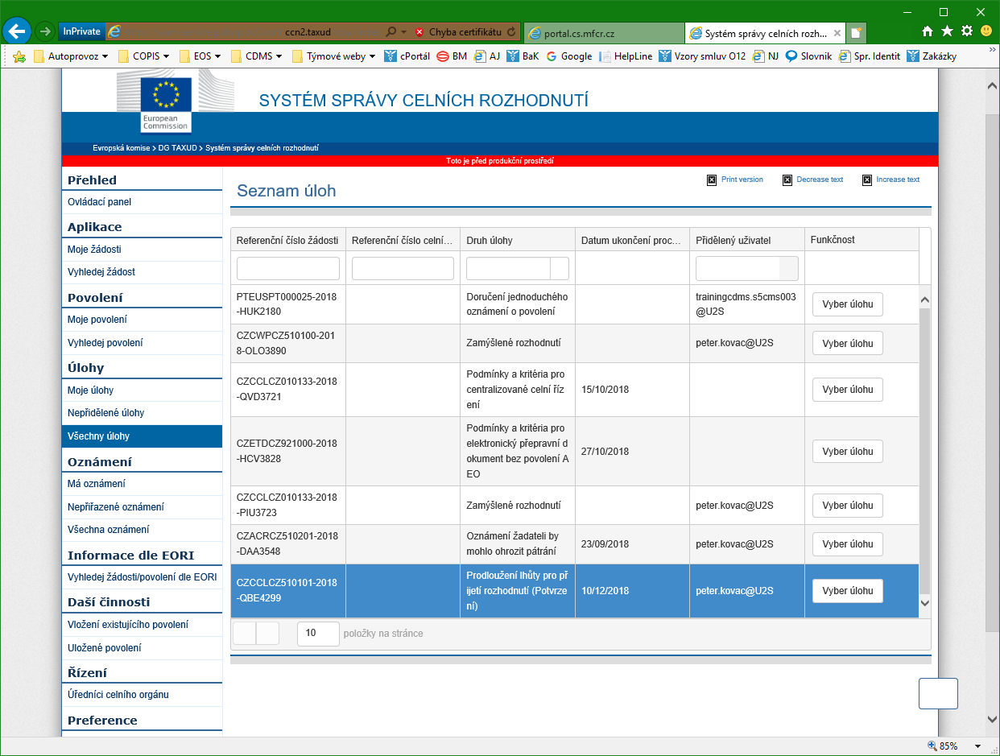 InPrivate
ccn2.taxud
Chyba certifikátu
portal.cs.mfcr.cz
Systém správy celních rozh...
Autoprovoz
COPIS
EOS
CDMS
Týmové weby
cPortál
BM
AJ
BaK
Google
HelpLine
Vzory smluv O12
NJ
Slovnik
Spr. Identit
Zakázky
European
Commission
SYSTÉM SPRÁVY CELNÍCH ROZHODNUTÍ
Evropská komise > DG TAXUD > Systém správy celních rozhodnutí
Toto je před produkční prostředí
Přehled
Ovládací panel
Aplikace
Moje žádosti
Vyhledej žádost
Povolení
Moje povolení
Vyhledej povolení
Úlohy
Moje úlohy
Nepřidělené úlohy
Všechny úlohy
Oznámení
Má oznámení
Nepřiřazené oznámení
Všechna oznámení
Informace dle EORI
Vyhledej žádosti/povolení dle EORI
Daší činnosti
Vložení existujícího povolení
Uložené povolení
Řízení
Úředníci celního orgánu
Preference
Seznam úloh
Print version
Decrease text
Increase text
Referenční číslo žádosti
Referenční číslo celní...
Druh úlohy
Datum ukončení proc...
Přidělený uživatel
Funkčnost
PTEUSPT000025-2018
-HUK2180
Doručení jednoduchého
oznámení o povolení
trainingcdms.s5cms003
@U2S
Vyber úlohu
CZCWPCZ510100-201
8-OLO3890
Zamýšlené rozhodnutí
peter.kovac@U2S
Vyber úlohu
CZCCLCZ010133-2018
-QVD3721
Podmínky a kritéria pro
centralizované celní říz
ení
15/10/2018
Vyber úlohu
CZETDCZ921000-2018
-HCV3828
Podmínky a kritéria pro
elektronický přepravní d
okument bez povolení A
EO
27/10/2018
Vyber úlohu
CZCCLCZ010133-2018
-PIU3723
Zamýšlené rozhodnutí
peter.kovac@U2S
Vyber úlohu
CZACRCZ510201-2018
-DAA3548
Oznámení žadateli by
mohlo ohrozit pátrání
23/09/2018
peter.kovac@U2S
Vyber úlohu
CZCCLCZ510101-2018
-QBE4299
Prodloužení lhůty pro př
ijetí rozhodnutí (Potvrze
ní)
10/12/2018
peter.kovac@U2S
Vyber úlohu
10
položky na stránce
85%